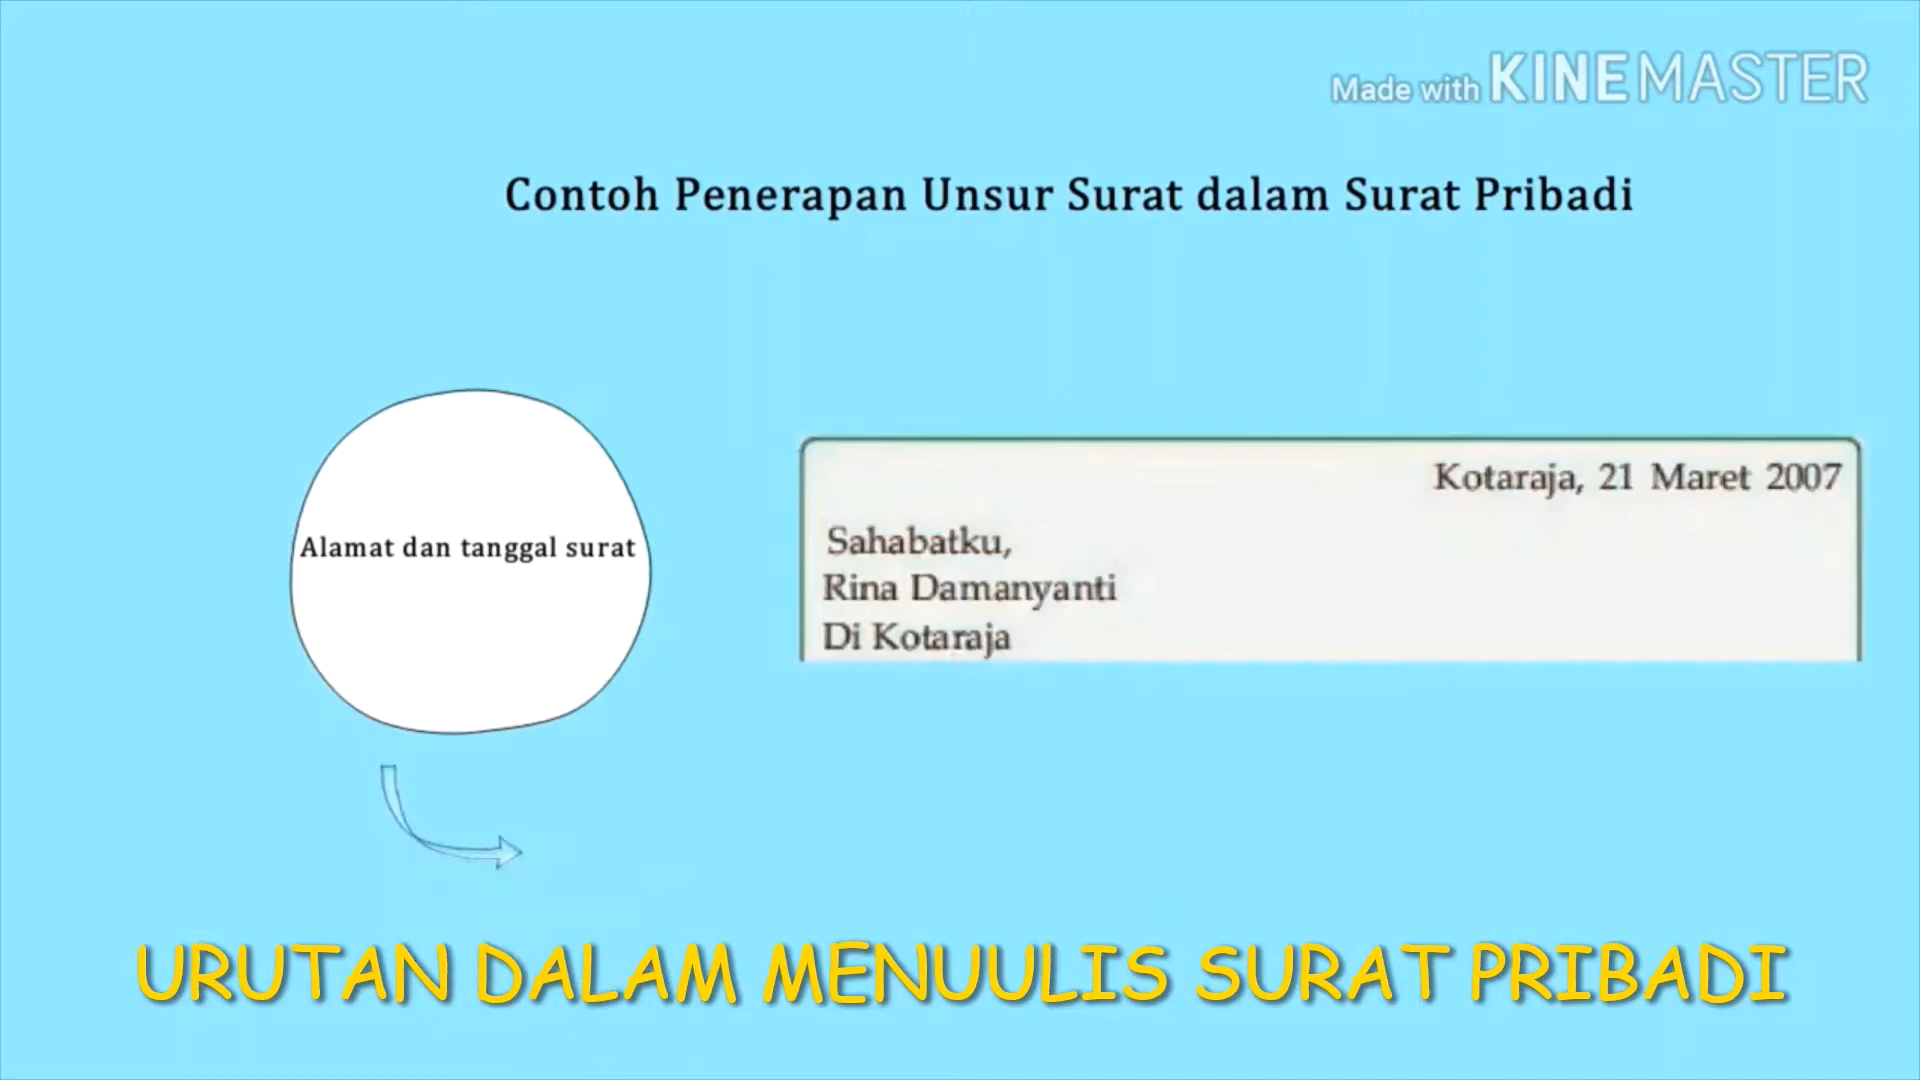 Made with KINEMASTER
Contoh Penerapan Unsur Surat dalam Surat Pribadi
Alamat dan tanggal surat
Kotaraja, 21 Maret 2007
Sahabatku,
Rina Damanyanti
Di Kotaraja
URUTAN DALAM MENUULIS SURAT PRIBADI